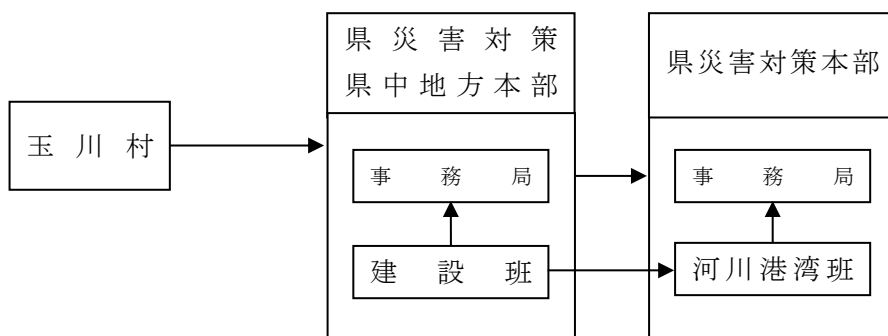 玉川村
県災害対策
県中地方本部
事務局
建設班
県災害対策本部
事務局
河川港湾班